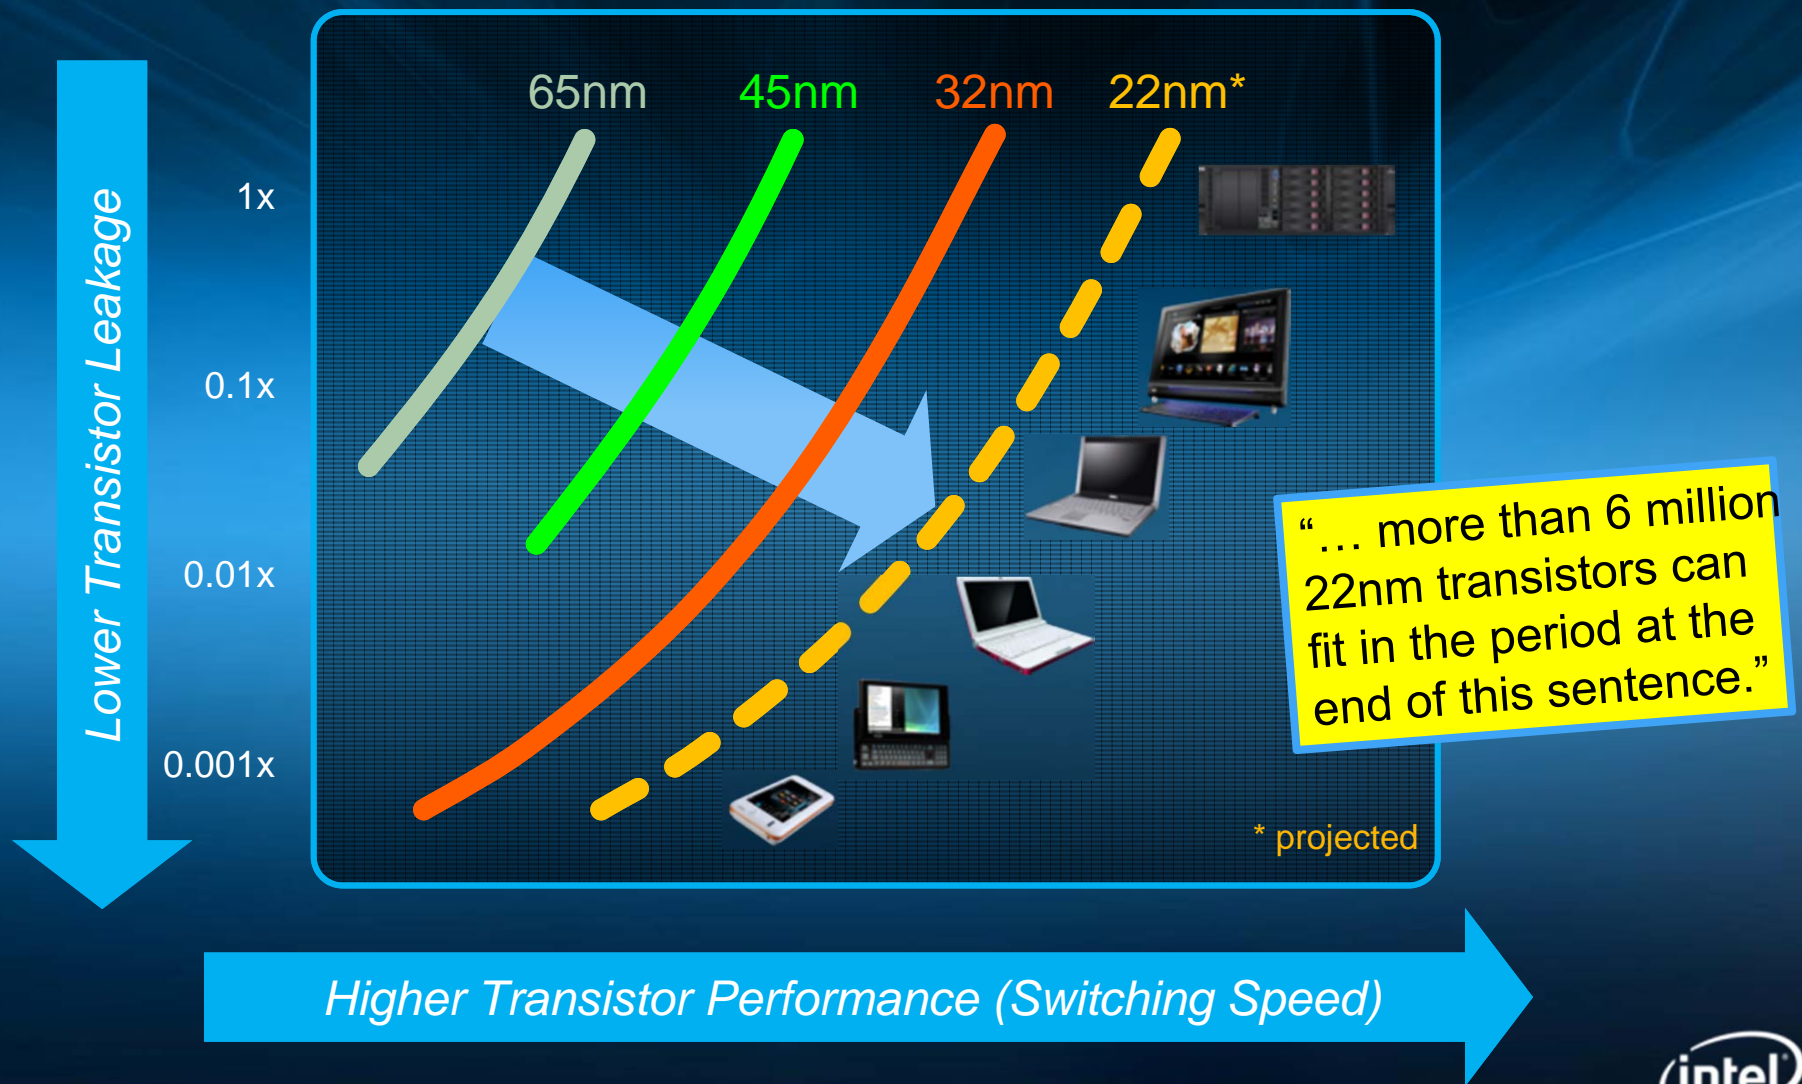 65nm
45nm
32nm
22nm*
1x
0.1x
0.01x
0.001x
Lower Transistor Leakage
“… more than 6 million
22nm transistors can
fit in the period at the
end of this sentence.”
* projected
Higher Transistor Performance (Switching Speed)
intel